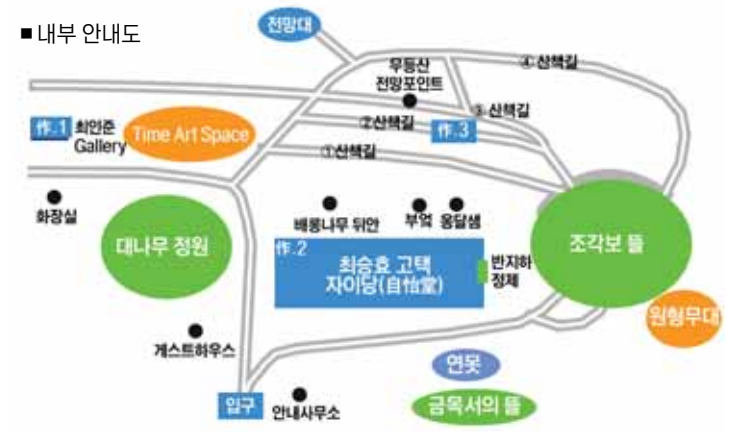 ■ 내부 안내도
전망대
무등산
전망포인트
④ 산책길
作.1
최인준
Gallery
Time Art Space
②산책길
作.3
③ 산책길
①산책길
화장실
대나무 정원
배롱나무 뒤안
부엌
옹달샘
조각보 뜰
作.2
최승효 고택
자이당(自怡堂)
반지하
정제
원형무대
게스트하우스
연못
입구
안내사무소
금목서의 뜰